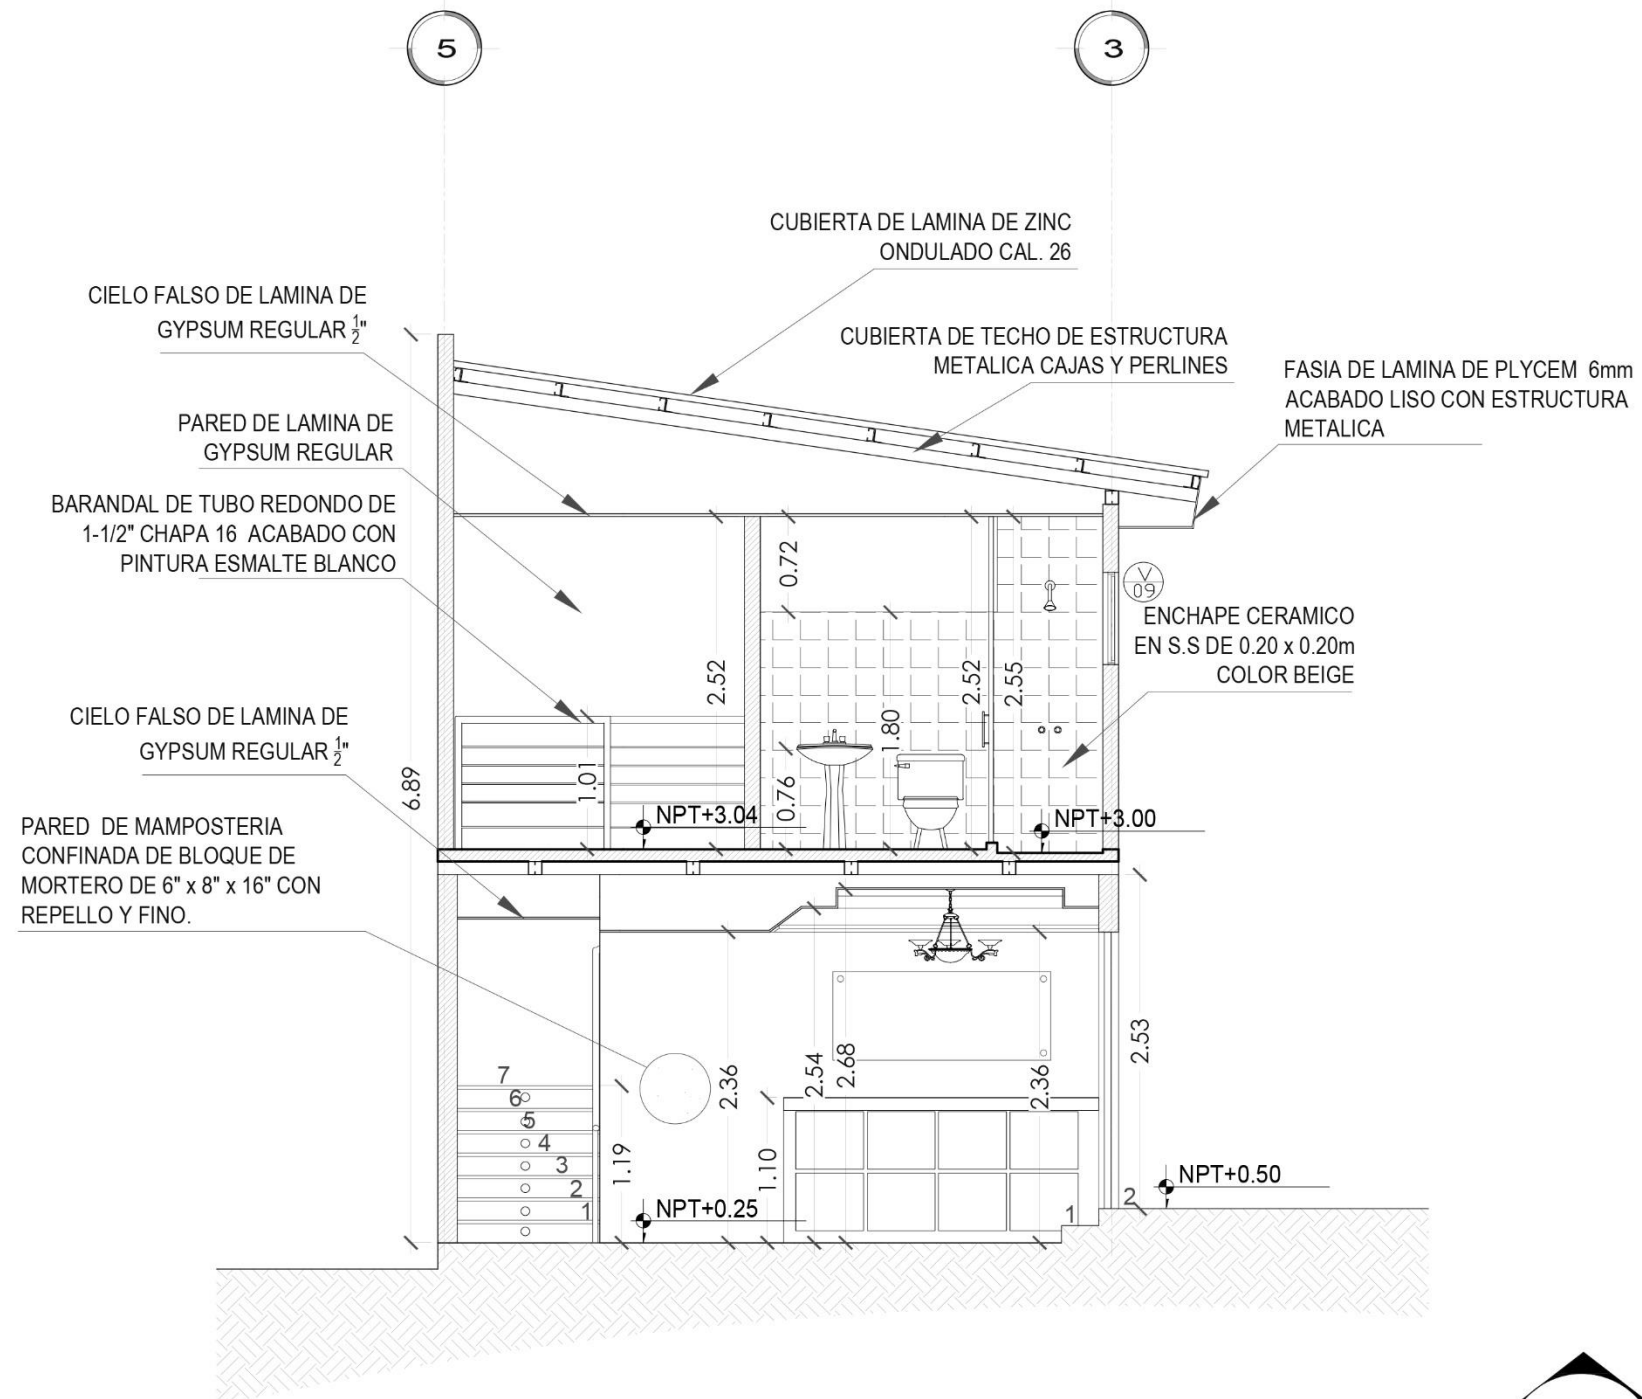 5
3
CUBIERTA DE LAMINA DE ZINC
ONDULADO CAL. 26
CIELO FALSO DE LAMINA DE
GYPSUM REGULAR 1/2"
CUBIERTA DE TECHO DE ESTRUCTURA
METALICA CAJAS Y PERLINES
FASIA DE LAMINA DE PLYCEM 6mm
ACABADO LISO CON ESTRUCTURA
METALICA
PARED DE LAMINA DE
GYPSUM REGULAR
BARANDAL DE TUBO REDONDO DE
1-1/2" CHAPA 16 ACABADO CON
PINTURA ESMALTE BLANCO
0.72
V
09
ENCHAPE CERAMICO
EN S.S DE 0.20 x 0.20m
COLOR BEIGE
2.52
2.52
2.55
1.80
CIELO FALSO DE LAMINA DE
GYPSUM REGULAR 1/2"
6.89
1.01
0.76
NPT+3.04
NPT+3.00
PARED DE MAMPOSTERIA
CONFINADA DE BLOQUE DE
MORTERO DE 6" x 8" x 16" CON
REPELLO Y FINO.
2.53
2.54
2.68
2.36
2.36
7
6
5
4
3
2
1
1.19
1.10
NPT+0.25
1
2
NPT+0.50